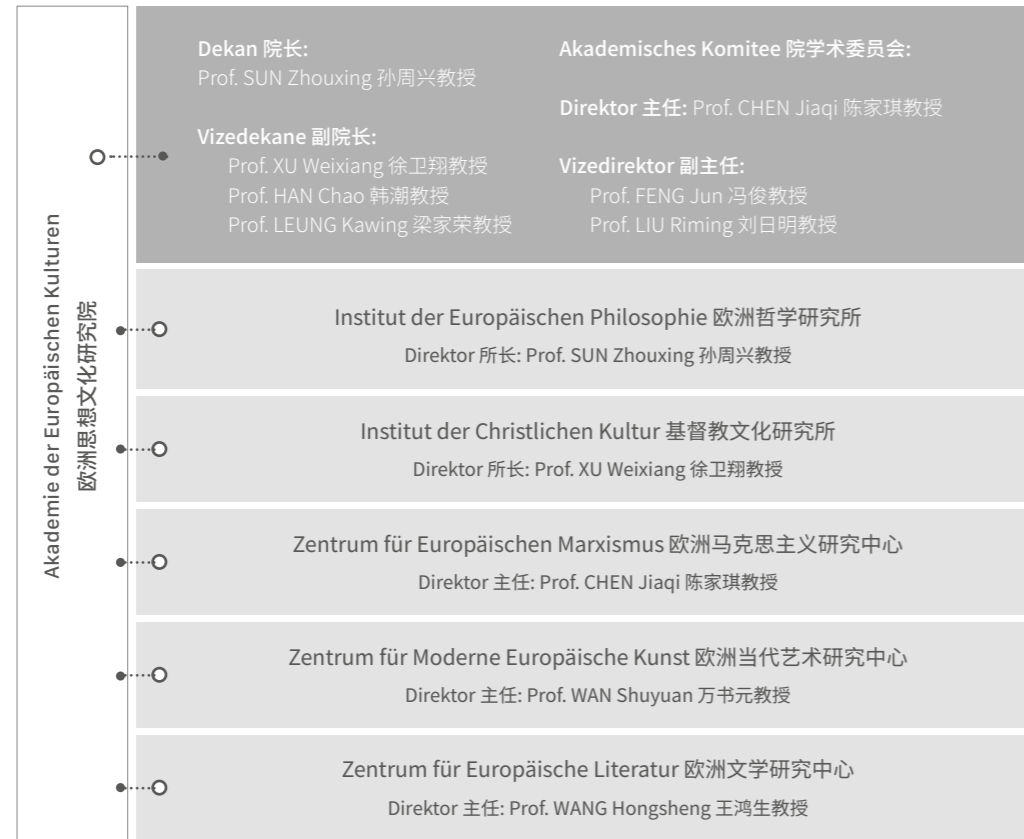 Akademie der Europäischen Kulturen
欧洲思想文化研究院
Dekan 院长:
Prof. SUN Zhouxing 孙周兴教授
Vizedekane 副院长:
Prof. XU Weixiang 徐卫翔教授
Prof. HAN Chao 韩潮教授
Prof. LEUNG Kawing 梁家荣教授
Akademisches Komitee 院学术委员会:
Direktor 主任: Prof. CHEN Jiaqi 陈家琪教授
Vizedirektor 副主任:
Prof. FENG Jun 冯俊教授
Prof. LIU Riming 刘日明教授
Institut der Europäischen Philosophie 欧洲哲学研究所
Direktor 所长: Prof. SUN Zhouxing 孙周兴教授
Institut der Christlichen Kultur 基督教文化研究所
Direktor 所长: Prof. XU Weixiang 徐卫翔教授
Zentrum für Europäischen Marxismus 欧洲马克思主义研究中心
Direktor 主任: Prof. CHEN Jiaqi 陈家琪教授
Zentrum für Moderne Europäische Kunst 欧洲当代艺术研究中心
Direktor 主任: Prof. WAN Shuyuan 万书元教授
Zentrum für Europäische Literatur 欧洲文学研究中心
Direktor 主任: Prof. WANG Hongsheng 王鸿生教授